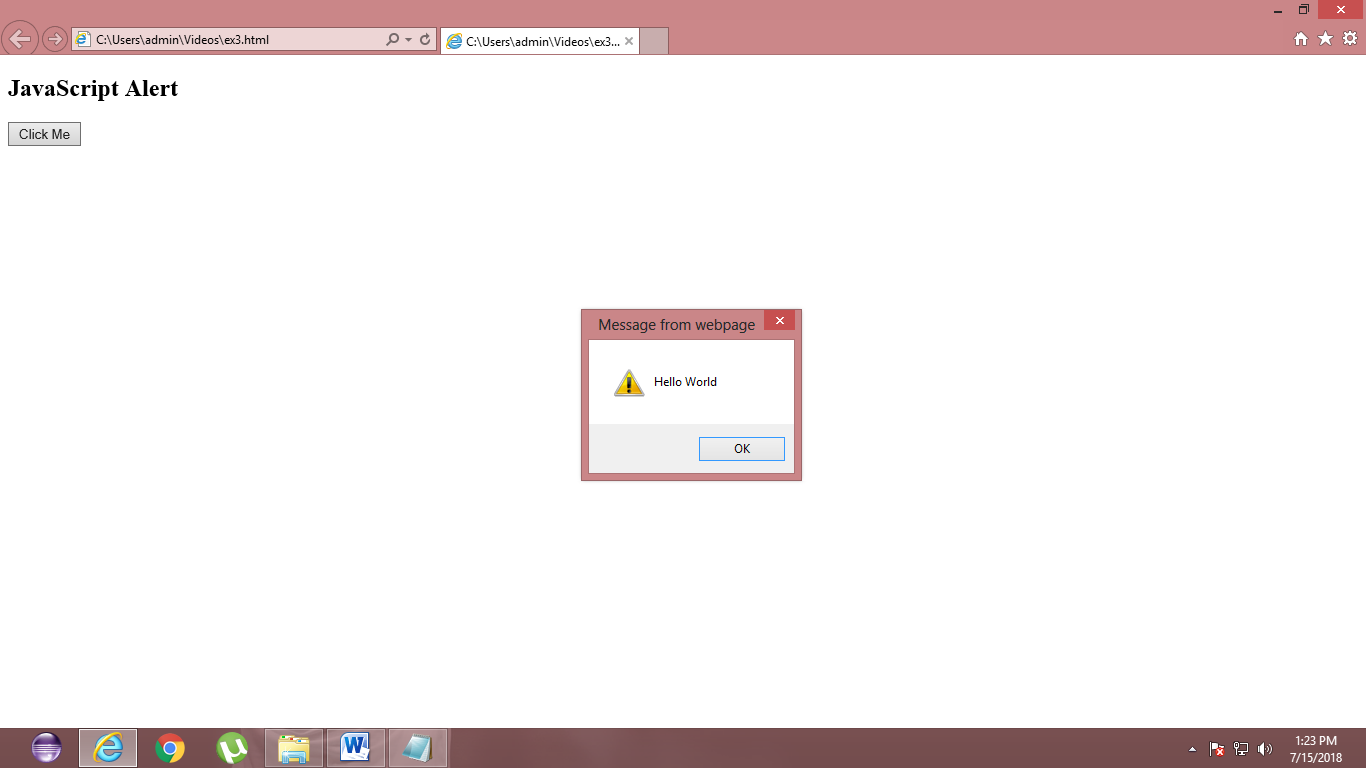 C:\Users\admin\Videos\ex3.html
C:\Users\admin\Videos\ex3...
JavaScript Alert
Click Me
Message from webpage
Hello World
OK
W
1:23 PM
7/15/2018